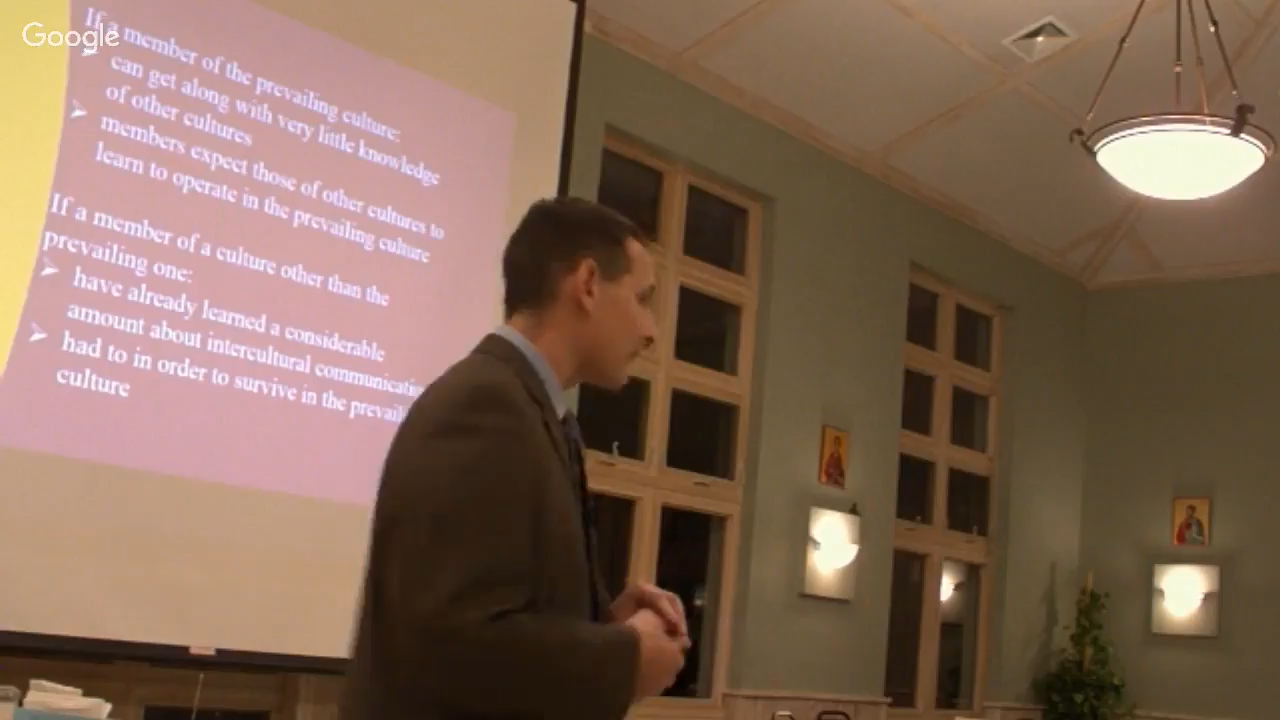 Google
If a member of the prevailing culture:
can get along with very little knowledge
of other cultures
members expect those of other cultures to
learn to operate in the prevailing culture
If a member of a culture other than the
prevailing one:
have already learned a considerable
amount about intercultural
had to in order to survive in the
culture